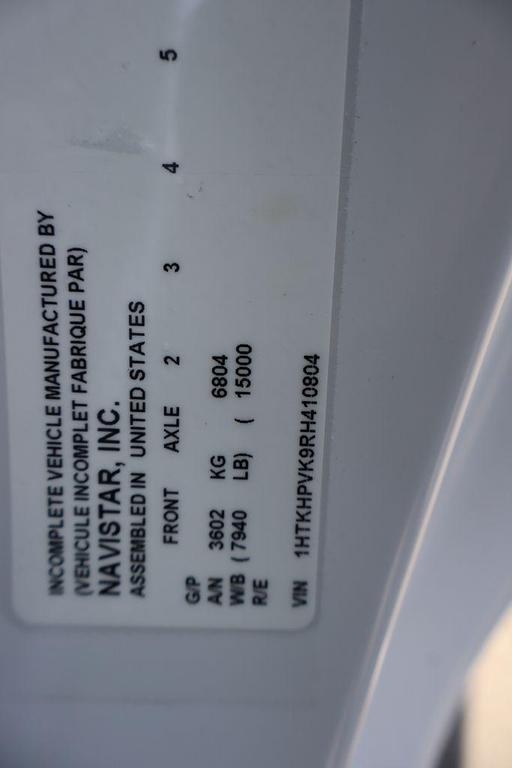 INCOMPLETE VEHICLE MANUFACTURED BY
(VEHICULE INCOMPLET FABRIQUE PAR)
NAVISTAR, INC.
ASSEMBLED IN UNITED STATES
FRONT AXLE 2 3 4 5
G/P
A/N 3602 KG 6804
W/B ( 7940 LB) ( 15000
R/E
VIN 1HTKHPVK9RH410804